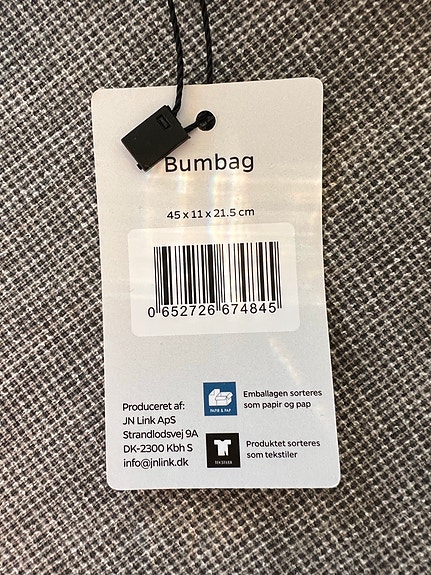 Bumbag
45 x 11 x 21.5 cm
0 652726 674845
Emballagen sorteres
som papir og pap
PAPIR & PAP
Produceret af:
JN Link ApS
Strandlodsvej 9A
DK-2300 Kbh S
info@jnlink.dk
Produktet sorteres
som tekstiler
TEKSTILER